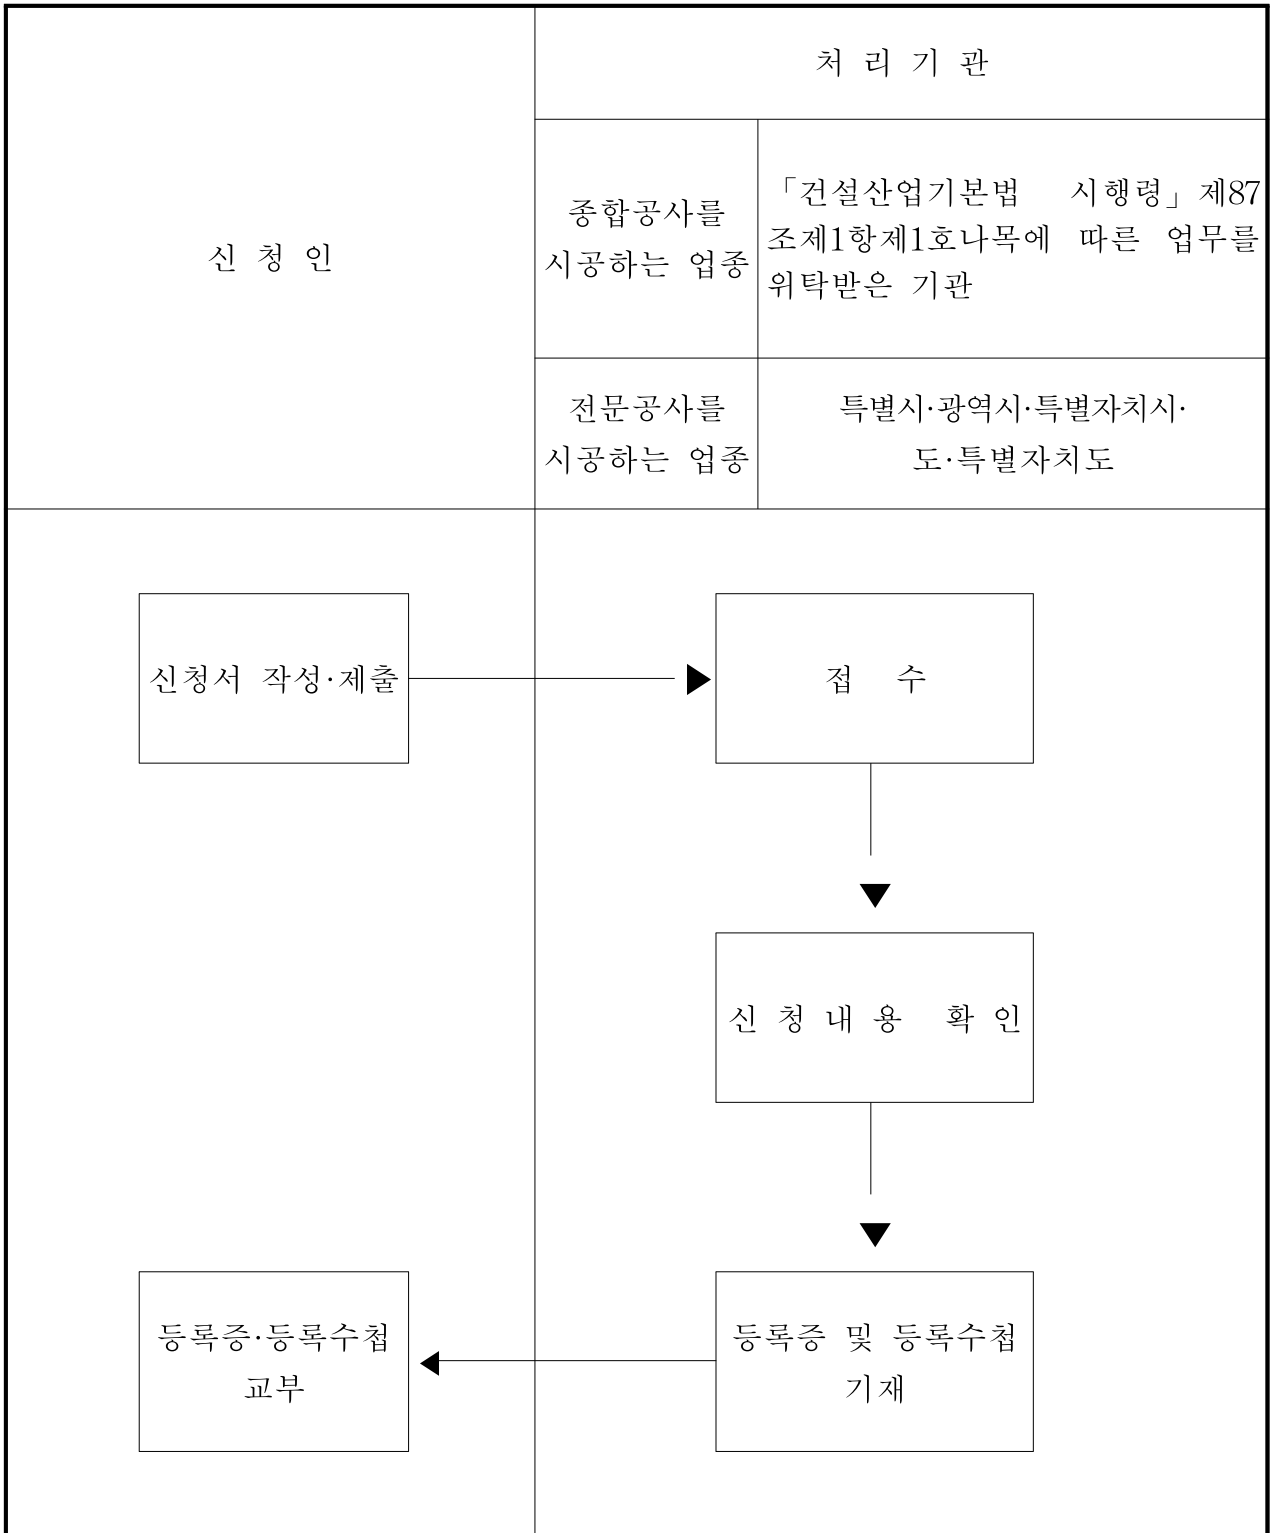 신 청 인
처 리 기 관
종합공사를
시공하는 업종
「건설산업기본법 시행령」제87
조제1항제1호나목에 따른 업무를
위탁받은 기관
전문공사를
시공하는 업종
특별시·광역시·특별자치시·
도·특별자치도
신청서 작성·제출
접 수
신 청 내 용 확 인
등록증 및 등록수첩
기재
등록증·등록수첩
교부